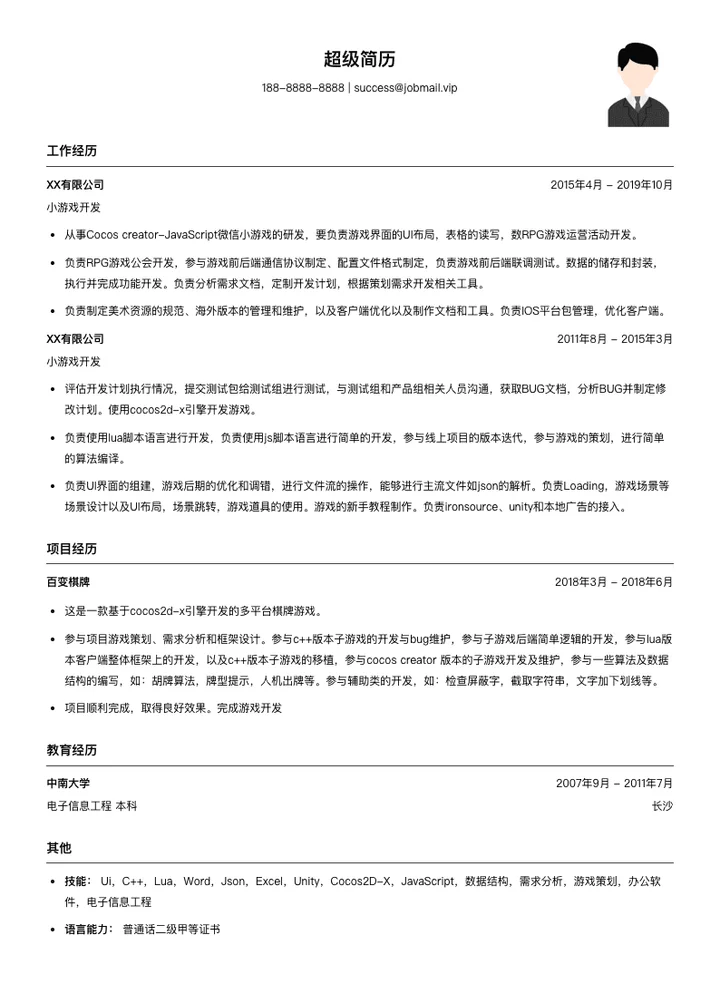 超级简历
188-8888-8888 | success@jobmail.vip
工作经历
XX有限公司 2015年4月 – 2019年10月
小游戏开发
• 从事Cocos creator-JavaScript微信小游戏的研发，要负责游戏界面的UI布局，表格的读写，数RPG游戏运营活动开发。
• 负责RPG游戏公会开发，参与游戏前后端通信协议制定、配置文件格式制定，负责游戏前后端联调测试。数据的储存和封装，
执行并完成功能开发。负责分析需求文档，定制开发计划，根据策划需求开发相关工具。
• 负责制定美术资源的规范、海外版本的管理和维护，以及客户端优化以及制作文档和工具。负责IOS平台包管理，优化客户端。
XX有限公司 2011年8月 – 2015年3月
小游戏开发
• 评估开发计划执行情况，提交测试包给测试组进行测试，与测试组和产品组相关人员沟通，获取BUG文档，分析BUG并制定修
改计划。使用cocos2d-x引擎开发游戏。
• 负责使用lua脚本语言进行开发，负责使用js脚本语言进行简单的开发，参与线上项目的版本迭代，参与游戏的策划，进行简单
的算法编译。
• 负责UI界面的组建，游戏后期的优化和调错，进行文件流的操作，能够进行主流文件如json的解析。负责Loading，游戏场景等
场景设计以及UI布局，场景跳转，游戏道具的使用。游戏的新手教程制作。负责ironsource、unity和本地广告的接入。
项目经历
百变棋牌 2018年3月 – 2018年6月
• 这是一款基于cocos2d-x引擎开发的多平台棋牌游戏。
• 参与项目游戏策划、需求分析和框架设计。参与c++版本子游戏的开发与bug维护，参与子游戏后端简单逻辑的开发，参与lua版
本客户端整体框架上的开发，以及c++版本子游戏的移植，参与cocos creator 版本的子游戏开发及维护，参与一些算法及数据
结构的编写，如：胡牌算法，牌型提示，人机出牌等。参与辅助类的开发，如：检查屏蔽字，截取字符串，文字加下划线等。
• 项目顺利完成，取得良好效果。完成游戏开发
教育经历
中南大学 2007年9月 – 2011年7月
电子信息工程 本科 长沙
其他
• 技能： Ui，C++，Lua，Word，Json，Excel，Unity，Cocos2D-X，JavaScript，数据结构，需求分析，游戏策划，办公软
件，电子信息工程
• 语言能力： 普通话二级甲等证书